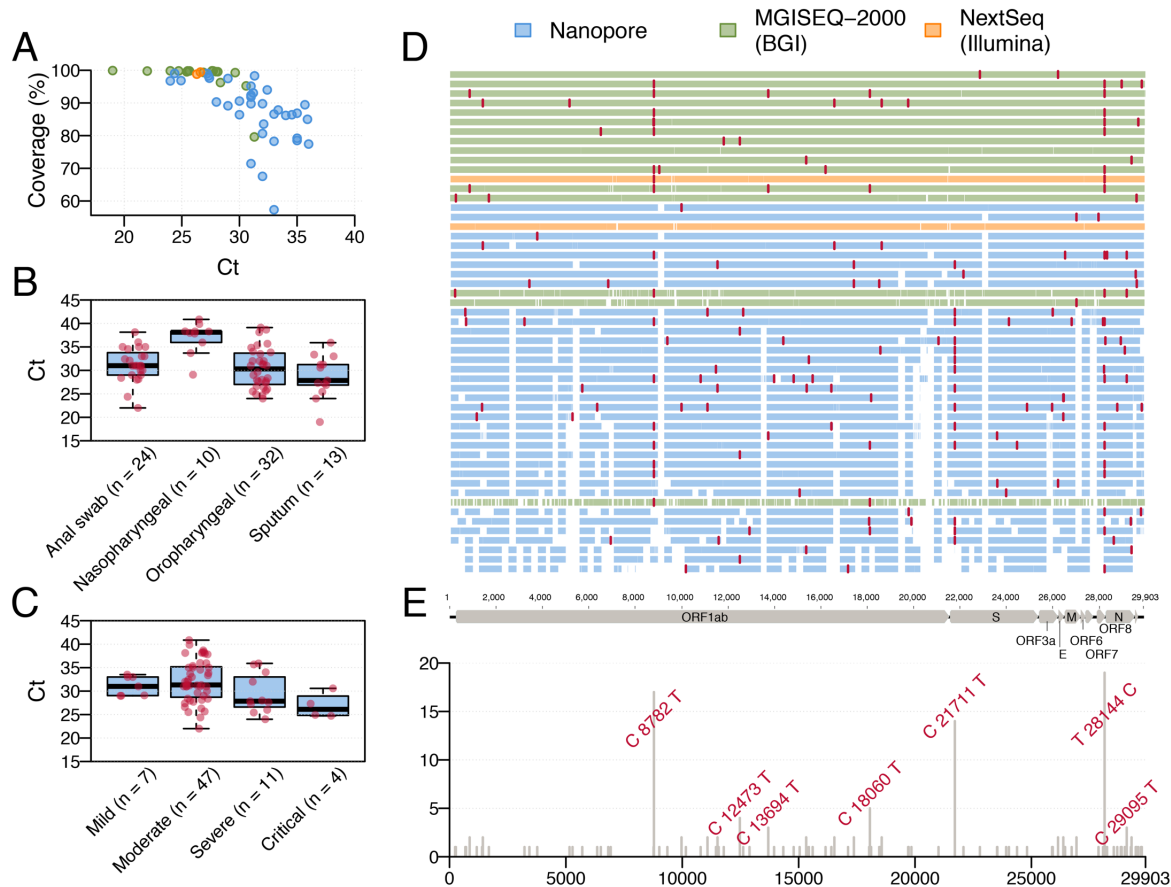 A
Coverage (%)
100
90
80
70
60
20
25
30
35
40
Ct
B
Ct
45
40
35
30
25
20
15
Anal swab (n = 24)
Nasopharyngeal (n = 10)
Oropharyngeal (n = 32)
Sputum (n = 13)
C
Ct
45
40
35
30
25
20
15
Mild (n = 7)
Moderate (n = 47)
Severe (n = 11)
Critical (n = 4)
D
Nanopore
MGISEQ−2000
(BGI)
NextSeq
(Illumina)
E
1
2,000
4,000
6,000
8,000
10,000
12,000
14,000
16,000
18,000
20,000
22,000
24,000
26,000
28,000
29,903
ORF1ab
S
M
N
ORF3a
E
ORF6
ORF7
ORF8
20
15
10
5
0
C 8782 T
C 12473 T
C 13694 T
C 18060 T
C 21711 T
T 28144 C
C 29095 T
0
5000
10000
15000
20000
25000
29903